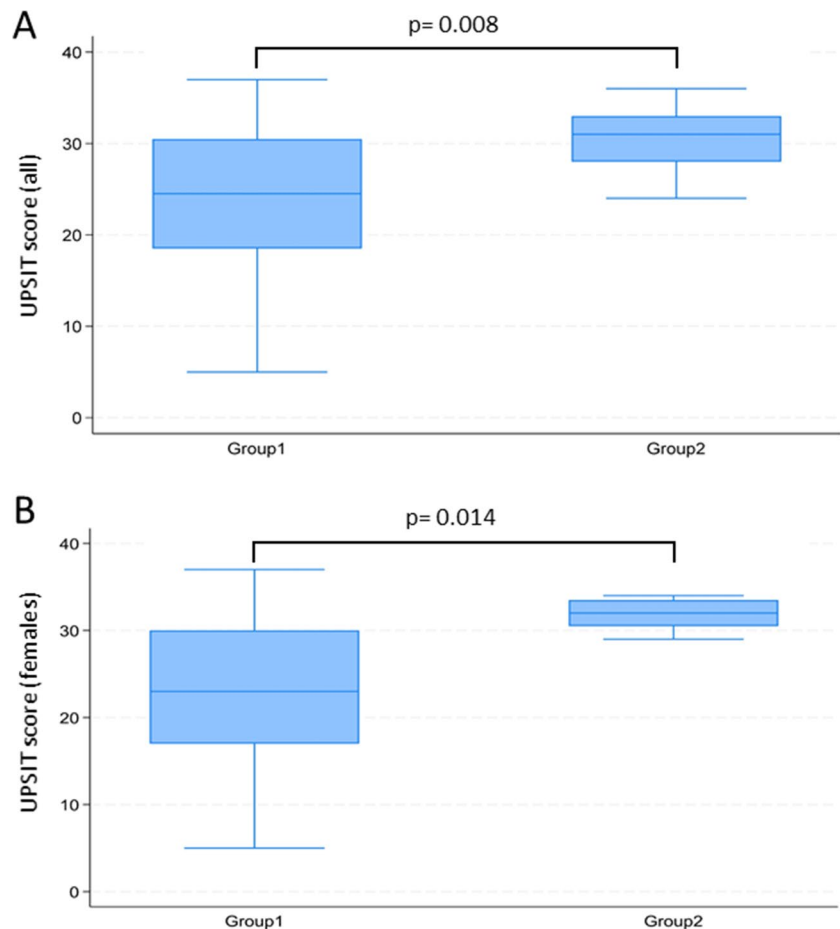 A
p= 0.008
UPSIT score (all)
40
30
20
10
0
Group1
Group2
B
p= 0.014
UPSIT score (females)
40
30
20
10
0
Group1
Group2